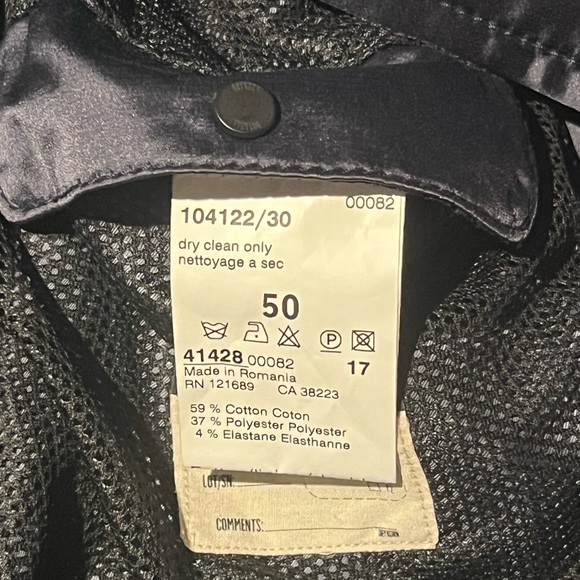 00082
104122/30
dry clean only
nettoyage a sec
50
P
41428 00082 17
Made in Romania
RN 121689 CA 38223
59 % Cotton Coton
37 % Polyester Polyester
4 % Elastane Elasthanne
LOT/SN:
COMMENTS: